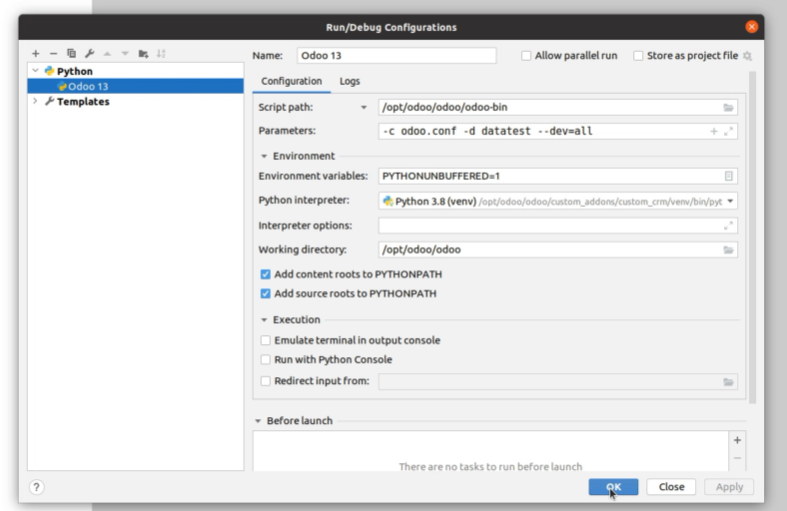 Run/Debug Configurations
Name: Odoo 13 Allow parallel run Store as project file
Python
Odoo 13
Templates
Configuration Logs
Script path: /opt/odoo/odoo/odoo-bin
Parameters: -c odoo.conf -d datatest --dev=all
Environment
Environment variables: PYTHONUNBUFFERED=1
Python interpreter: Python 3.8 (venv) /opt/odoo/odoo/custom_addons/custom_crm/venv/bin/pyt
Interpreter options:
Working directory: /opt/odoo/odoo
Add content roots to PYTHONPATH
Add source roots to PYTHONPATH
Execution
Emulate terminal in output console
Run with Python Console
Redirect input from:
Before launch
There are no tasks to run before launch
? OK Close Apply